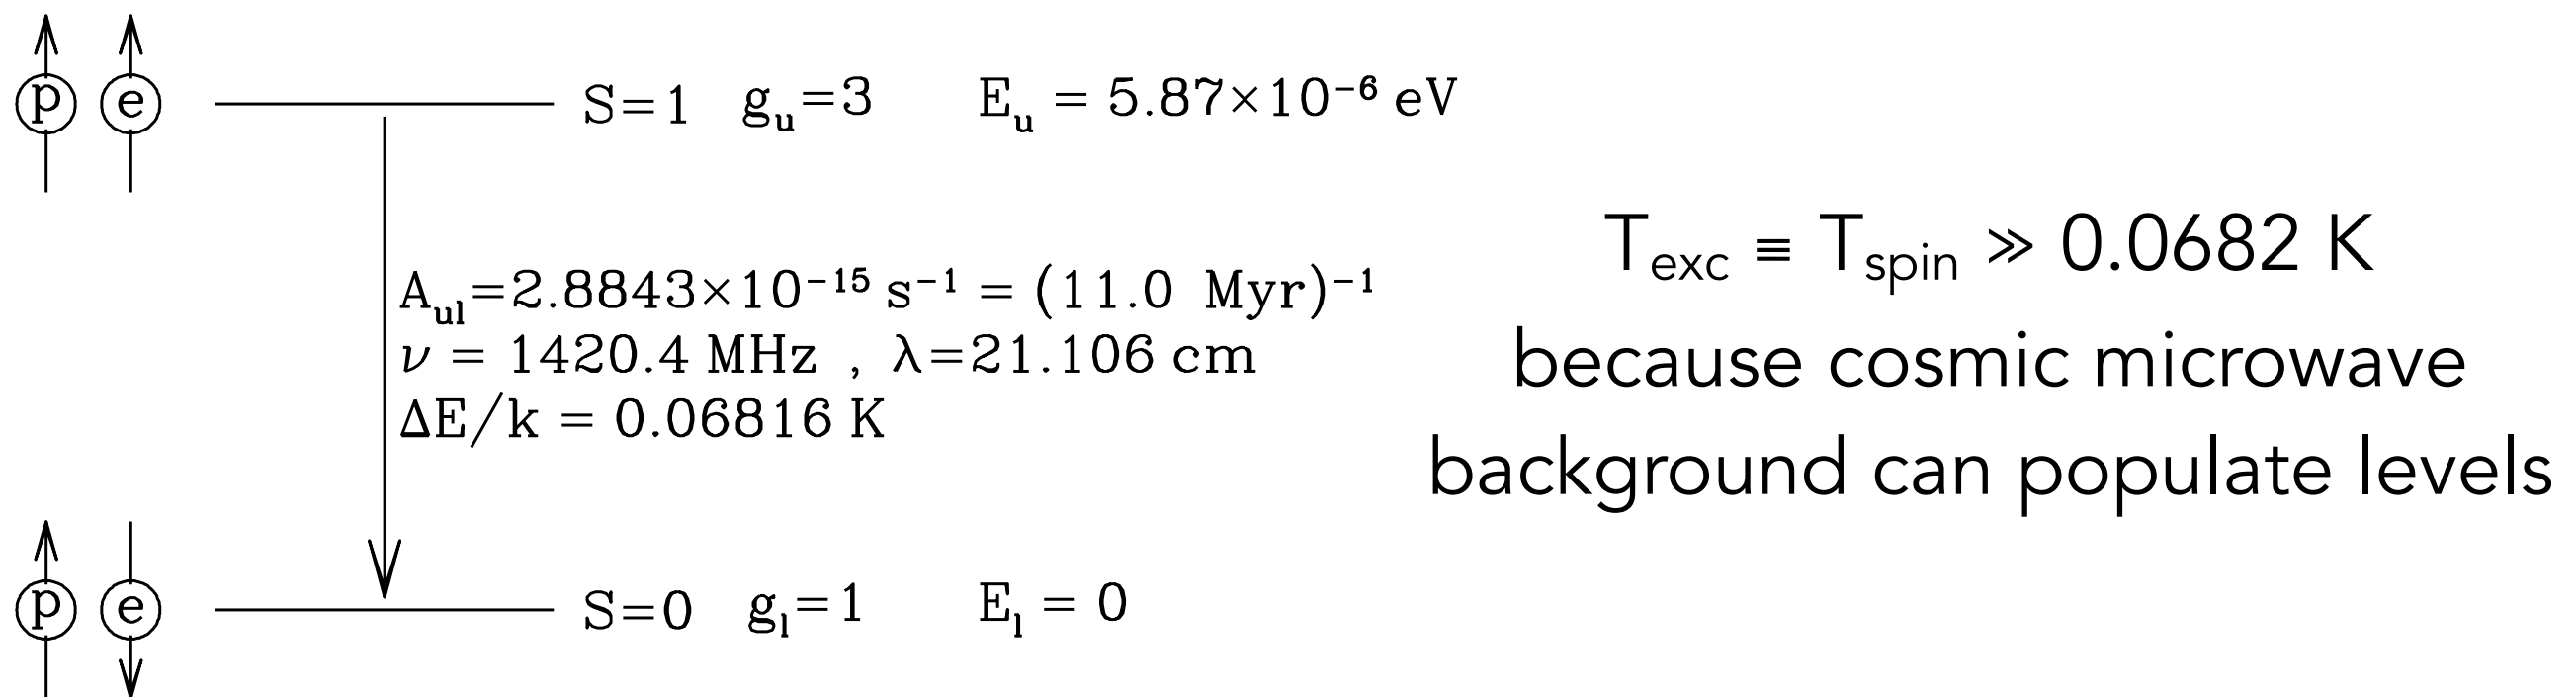 p e S=1 g_u=3 E_u = 5.87×10⁻⁶ eV
A_ul=2.8843×10⁻¹⁵ s⁻¹ = (11.0 Myr)⁻¹
ν = 1420.4 MHz , λ=21.106 cm
ΔE/k = 0.06816 K
p e S=0 g_l=1 E_l = 0
T_exc ≡ T_spin ≫ 0.0682 K
because cosmic microwave
background can populate levels